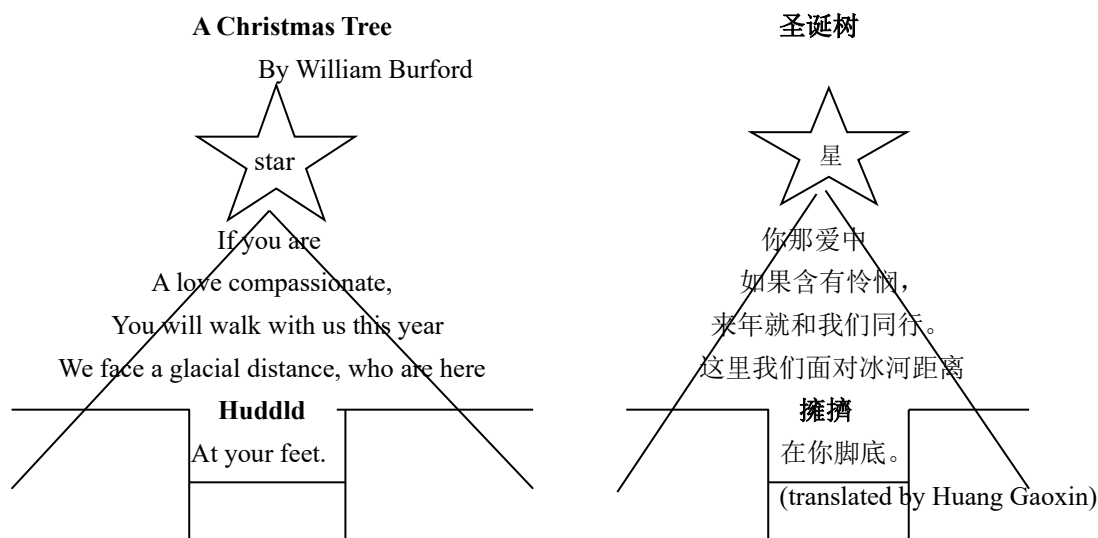 A Christmas Tree
By William Burford
star
If you are
A love compassionate,
You will walk with us this year
We face a glacial distance, who are here
Huddld
At your feet.
圣诞树
星
你那爱中
如果含有怜悯，
来年就和我们同行。
这里我们面对冰河距离
擁擠
在你脚底。
(translated by Huang Gaoxin)